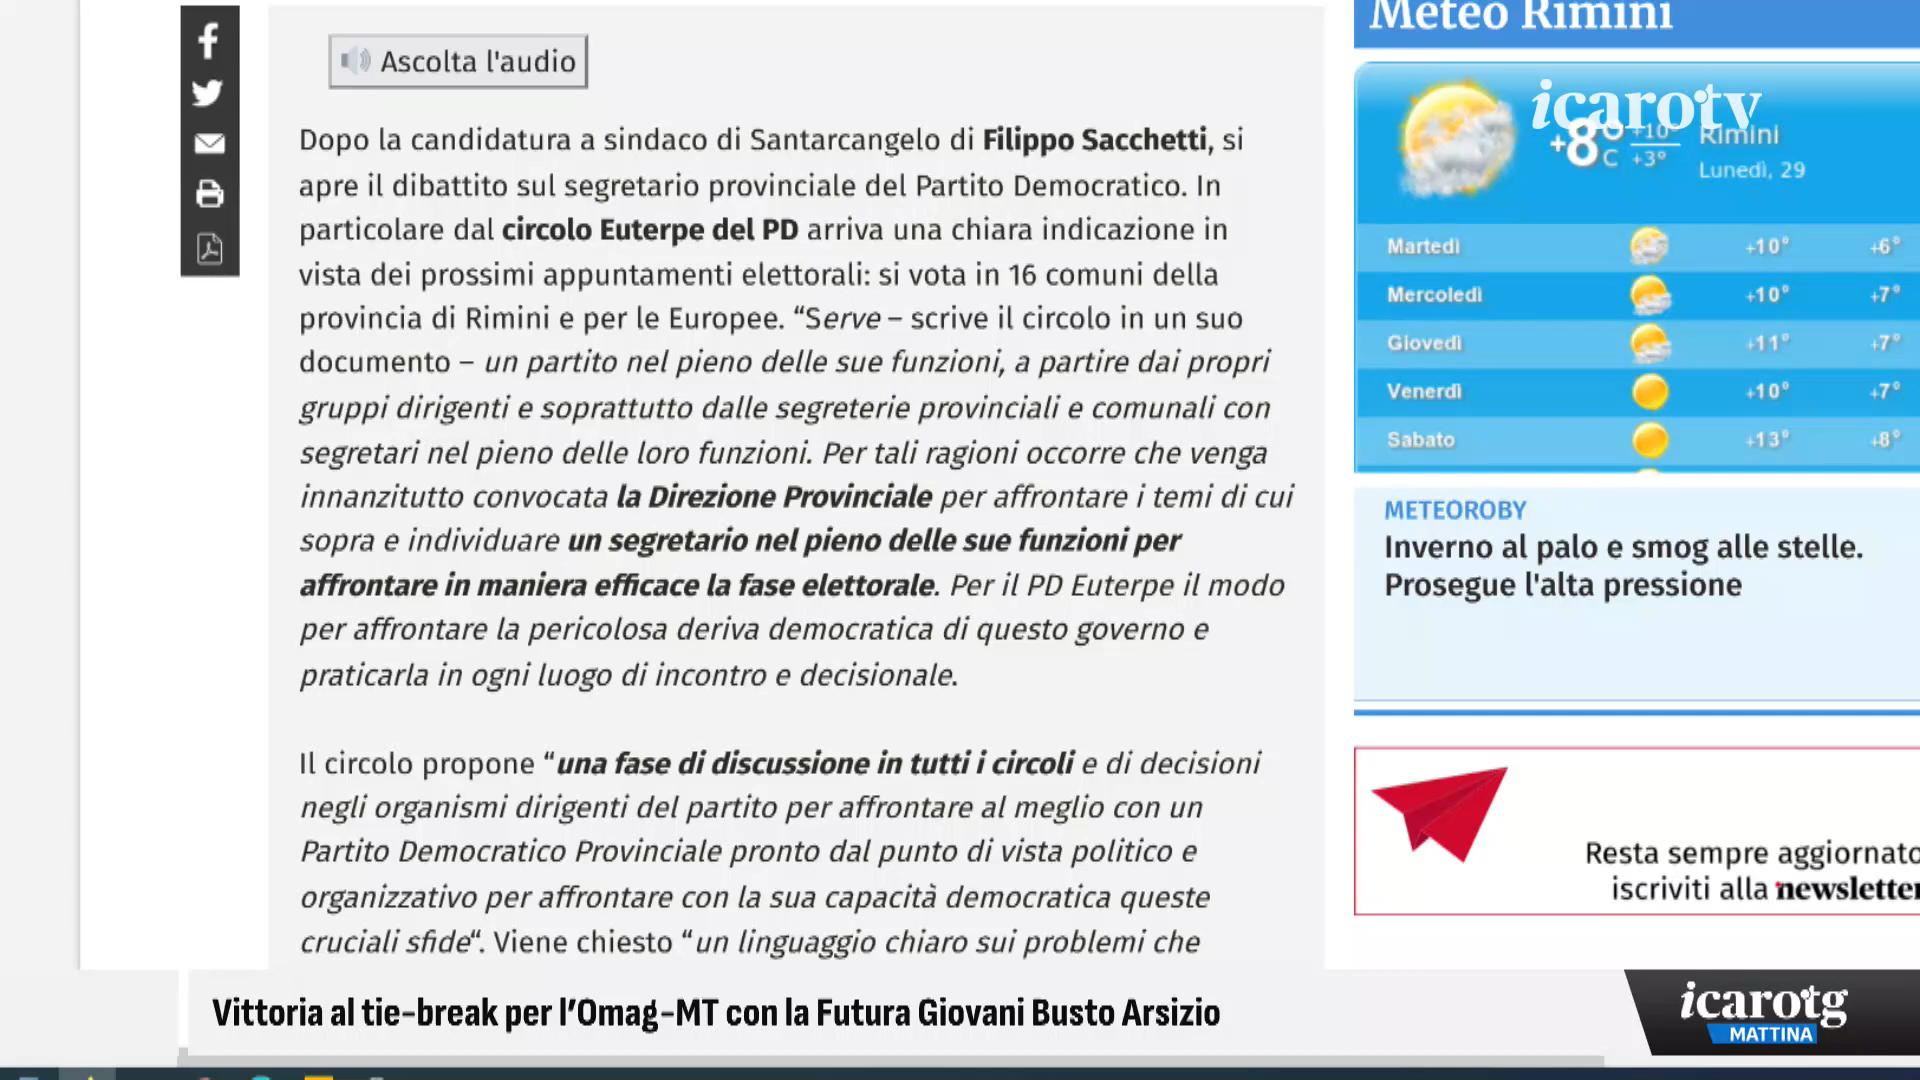 Ascolta l'audio
Dopo la candidatura a sindaco di Santarcangelo di Filippo Sacchetti, si
apre il dibattito sul segretario provinciale del Partito Democratico. In
particolare dal circolo Euterpe del PD arriva una chiara indicazione in
vista dei prossimi appuntamenti elettorali: si vota in 16 comuni della
provincia di Rimini e per le Europee. “Serve – scrive il circolo in un suo
documento – un partito nel pieno delle sue funzioni, a partire dai propri
gruppi dirigenti e soprattutto dalle segreterie provinciali e comunali con
segretari nel pieno delle loro funzioni. Per tali ragioni occorre che venga
innanzitutto convocata la Direzione Provinciale per affrontare i temi di cui
sopra e individuare un segretario nel pieno delle sue funzioni per
affrontare in maniera efficace la fase elettorale. Per il PD Euterpe il modo
per affrontare la pericolosa deriva democratica di questo governo e
praticarla in ogni luogo di incontro e decisionale.
Il circolo propone “una fase di discussione in tutti i circoli e di decisioni
negli organismi dirigenti del partito per affrontare al meglio con un
Partito Democratico Provinciale pronto dal punto di vista politico e
organizzativo per affrontare con la sua capacità democratica queste
cruciali sfide“. Viene chiesto “un linguaggio chiaro sui problemi che
Meteo Rimini
icarotv
+8°C +10° +3° Rimini
Lunedì, 29
Martedì +10° +6°
Mercoledì +10° +7°
Giovedì +11° +7°
Venerdì +10° +7°
Sabato +13° +8°
METEOROBY
Inverno al palo e smog alle stelle.
Prosegue l'alta pressione
Resta sempre aggiornato
iscriviti alla newsletter
Vittoria al tie-break per l’Omag-MT con la Futura Giovani Busto Arsizio
icarotg
MATTINA